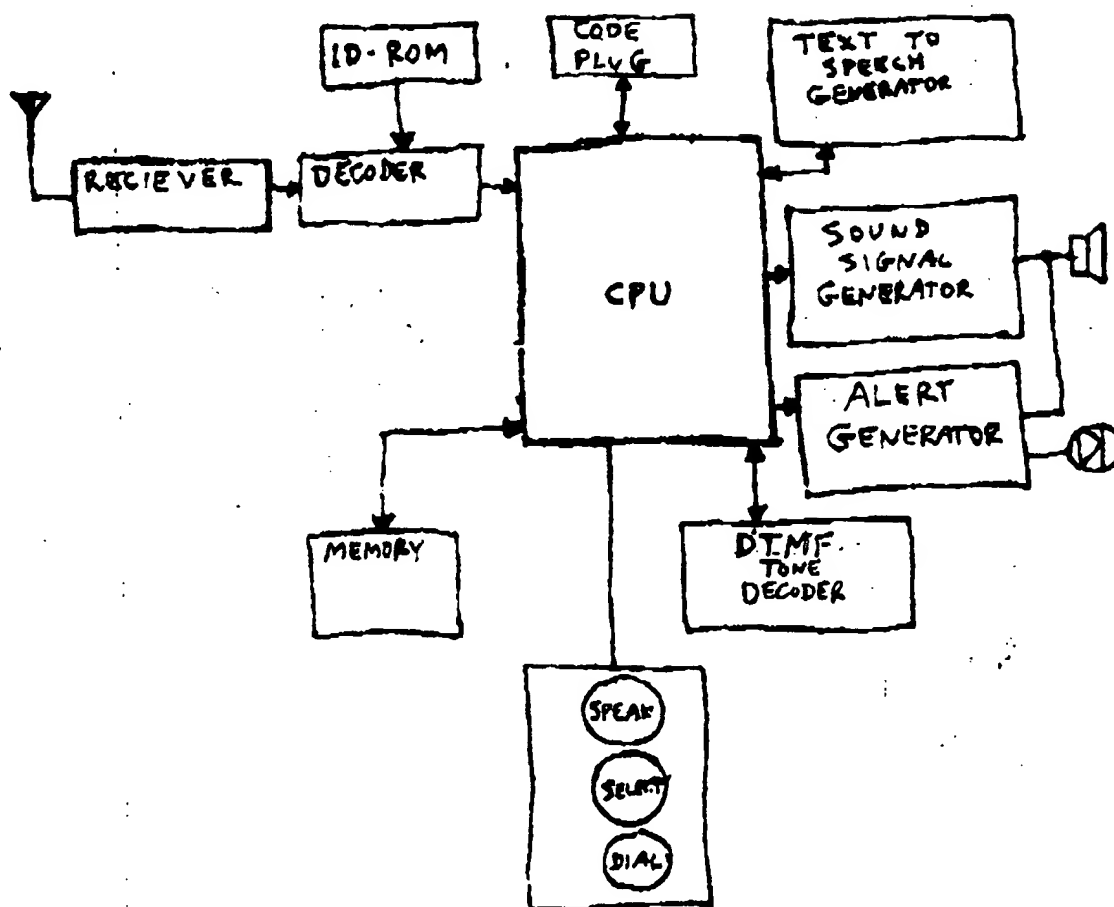 ID-ROM
CODE
PLUG
TEXT TO
SPEECH
GENERATOR
RECIEVER
DECODER
SOUND
SIGNAL
GENERATOR
CPU
ALERT
GENERATOR
MEMORY
DTMF
TONE
DECODER
SPEAK
SELECT
DIAL